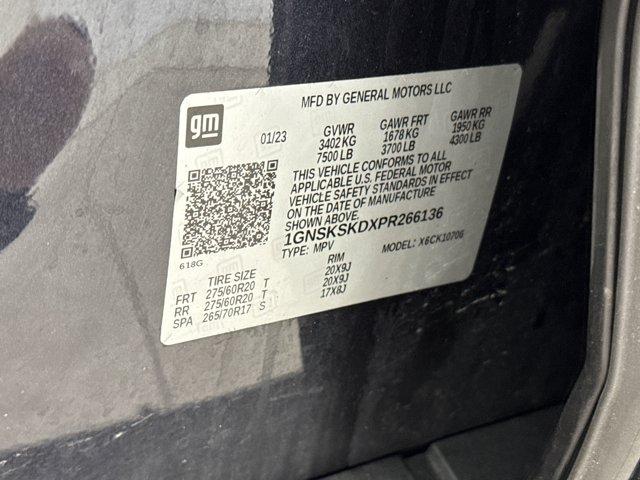 MFD BY GENERAL MOTORS LLC
gm
01/23 GVWR GAWR FRT GAWR RR
3402 KG 1678 KG 1950 KG
7500 LB 3700 LB 4300 LB
THIS VEHICLE CONFORMS TO ALL
APPLICABLE U.S. FEDERAL MOTOR
VEHICLE SAFETY STANDARDS IN EFFECT
ON THE DATE OF MANUFACTURE
SHOWN ABOVE.
1GNSKSKDXPR266136
TYPE: MPV MODEL: X6CK10706
618G
TIRE SIZE RIM
FRT 275/60R20 T 20X9J
RR 275/60R20 T 20X9J
SPA 265/70R17 S 17X8J